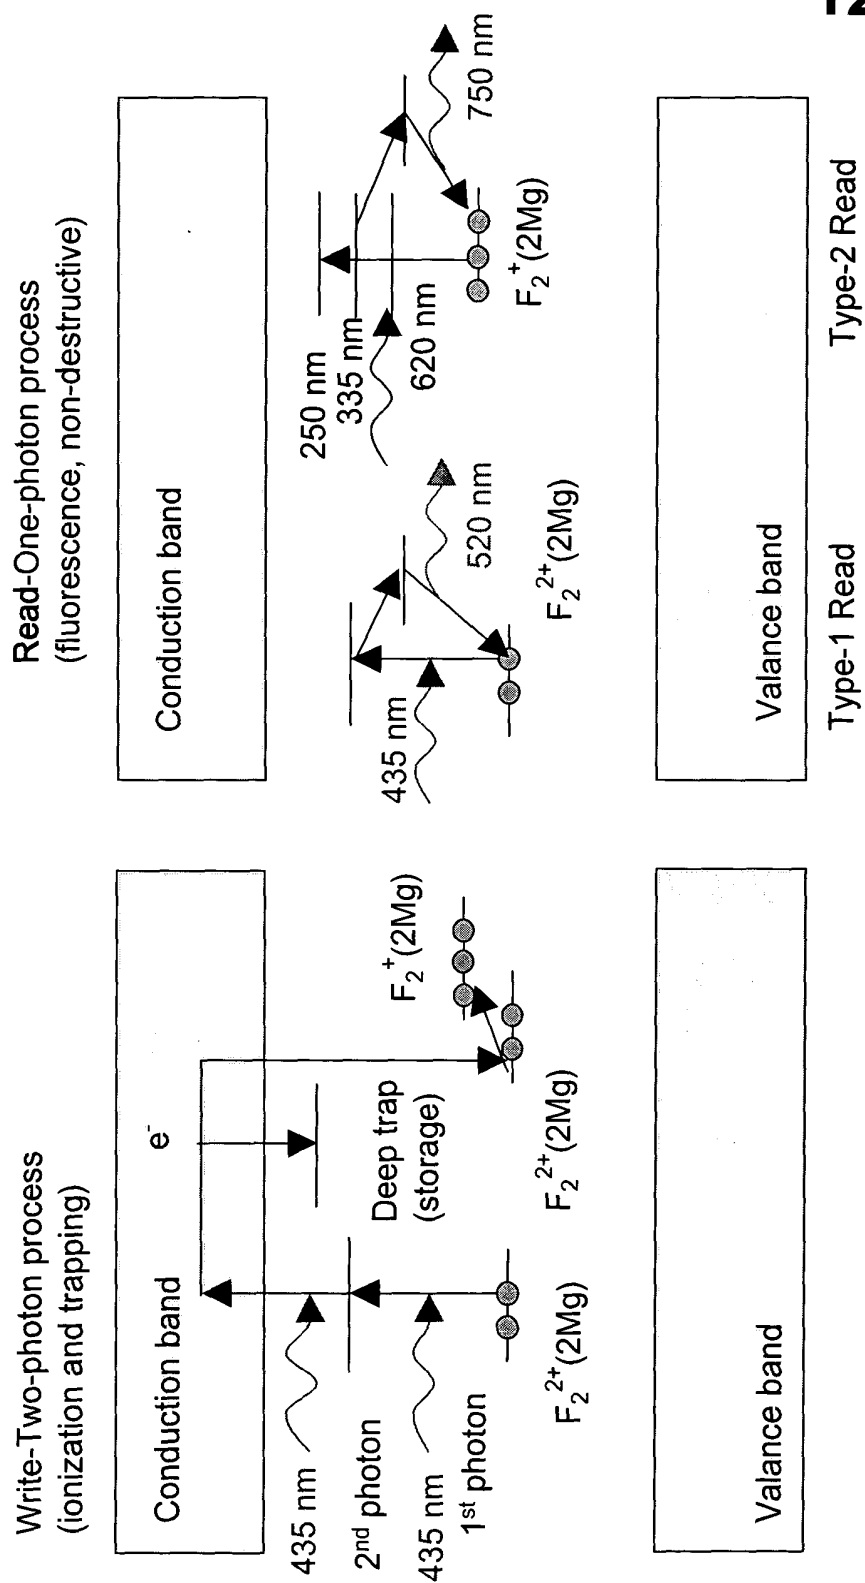 Write-Two-photon process
(ionization and trapping)
Conduction band
e⁻
435 nm
2nd photon
435 nm
1st photon
Deep trap
(storage)
F₂⁺(2Mg)
F₂²⁺(2Mg)
F₂²⁺(2Mg)
Valance band
Read-One-photon process
(fluorescence, non-destructive)
Conduction band
435 nm
520 nm
F₂²⁺(2Mg)
250 nm
335 nm
620 nm
750 nm
F₂⁺(2Mg)
Valance band
Type-1 Read
Type-2 Read